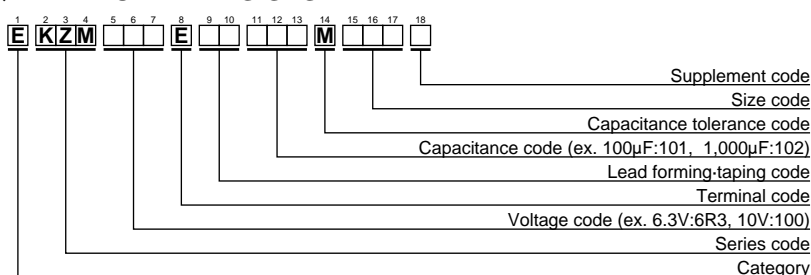 1 2 3 4 5 6 7 8 9 10 11 12 13 14 15 16 17 18
E K Z M E M
Supplement code
Size code
Capacitance tolerance code
Capacitance code (ex. 100μF:101, 1,000μF:102)
Lead forming·taping code
Terminal code
Voltage code (ex. 6.3V:6R3, 10V:100)
Series code
Category